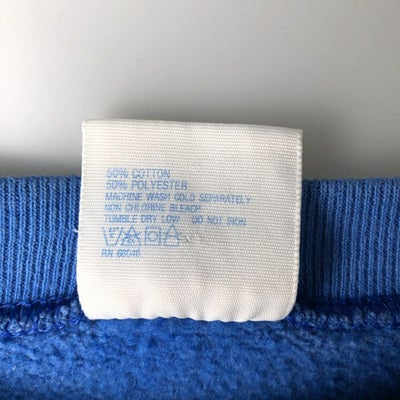 50% COTTON
50% POLYESTER
MACHINE WASH COLD SEPARATELY
NON CHLORINE BLEACH
TUMBLE DRY LOW DO NOT IRON
RN 68046